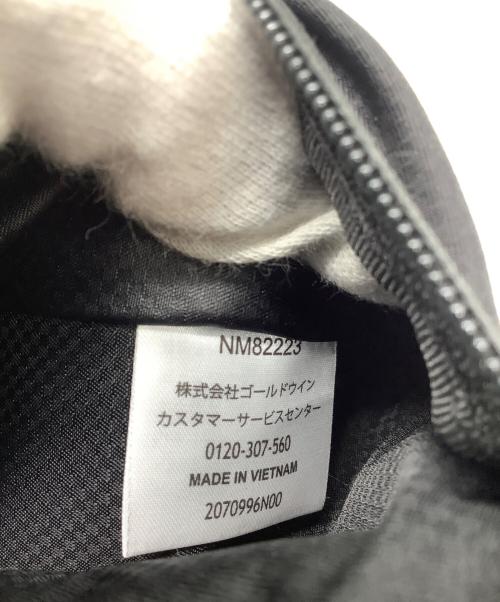 NM82223
株式会社ゴールドウイン
カスタマーサービスセンター
0120-307-560
MADE IN VIETNAM
2070996N00